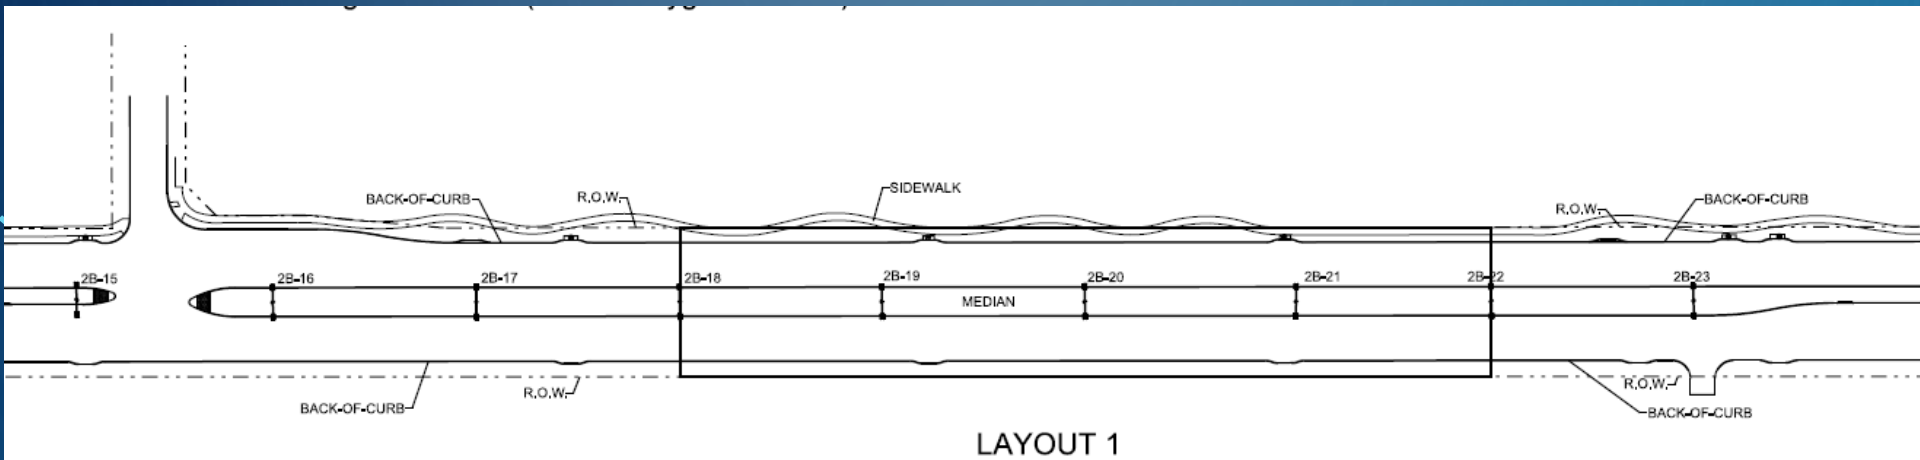 SIDEWALK
BACK-OF-CURB
R.O.W.
R.O.W.
BACK-OF-CURB
2B-15
2B-16
2B-17
2B-18
2B-19
2B-20
2B-21
2B-22
2B-23
MEDIAN
R.O.W.
R.O.W.
BACK-OF-CURB
BACK-OF-CURB
LAYOUT 1